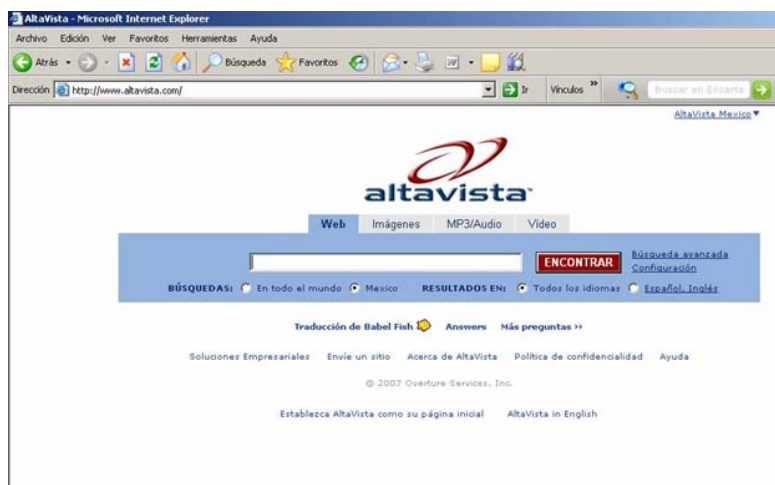 AltaVista - Microsoft Internet Explorer
Archivo Edición Ver Favoritos Herramientas Ayuda
Atrás Búsqueda Favoritos
Dirección http://www.altavista.com/ Ir Vínculos » Buscar en Encarta
AltaVista Mexico
altavista
Web Imágenes MP3/Audio Video
ENCONTRAR Búsqueda avanzada
Configuración
BÚSQUEDAS: En todo el mundo Mexico RESULTADOS EN: Todos los idiomas Español, Inglés
Traducción de Babel Fish Answers Más preguntas >>
Soluciones Empresariales Envíe un sitio Acerca de AltaVista Política de confidencialidad Ayuda
© 2007 Overture Services, Inc.
Establezca AltaVista como su página inicial AltaVista in English